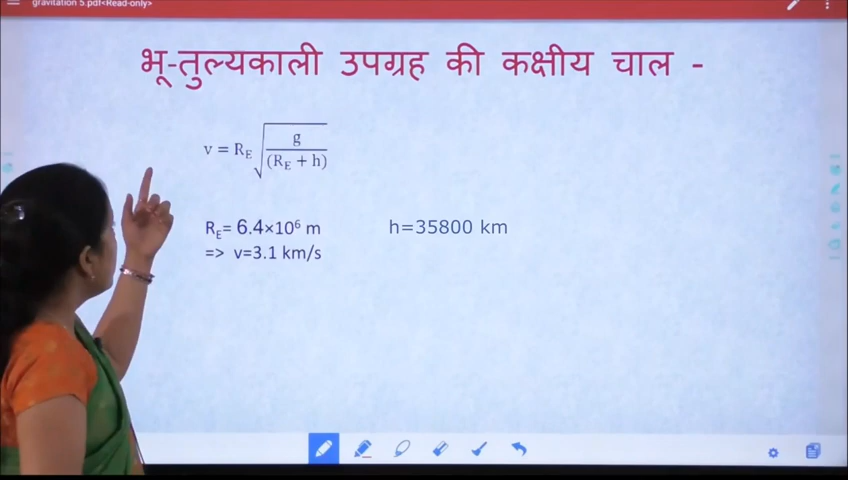 gravitation 5.pdf<Read-only>
भू-तुल्यकाली उपग्रह की कक्षीय चाल -
v = R_E √(g/(R_E + h))
R_E= 6.4×10⁶ m h=35800 km
=> v=3.1 km/s